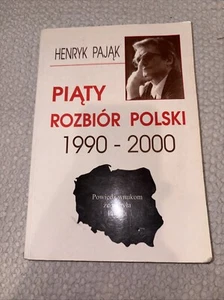 HENRYK PAJĄK
PIĄTY
ROZBIÓR POLSKI
1990 - 2000